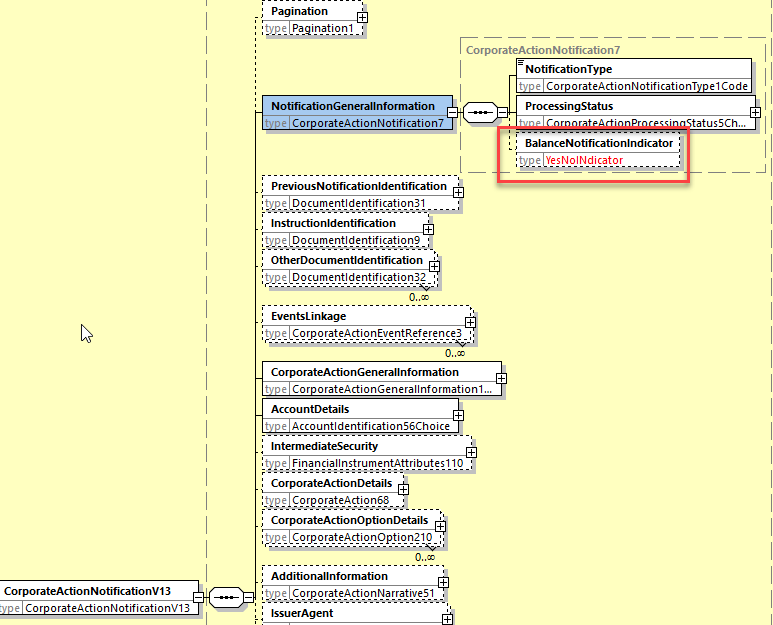 Pagination
type Pagination1
CorporateActionNotification7
NotificationType
type CorporateActionNotificationType1Code
NotificationGeneralInformation
type CorporateActionNotification7
ProcessingStatus
type CorporateActionProcessingStatus5Ch...
BalanceNotificationIndicator
type YesNoINdicator
PreviousNotificationIdentification
type DocumentIdentification31
InstructionIdentification
type DocumentIdentification9
OtherDocumentIdentification
type DocumentIdentification32
0..∞
EventsLinkage
type CorporateActionEventReference3
0..∞
CorporateActionGeneralInformation
type CorporateActionGeneralInformation1...
AccountDetails
type AccountIdentification56Choice
IntermediateSecurity
type FinancialInstrumentAttributes110
CorporateActionDetails
type CorporateAction68
CorporateActionOptionDetails
type CorporateActionOption210
0..∞
AdditionalInformation
type CorporateActionNarrative51
CorporateActionNotificationV13
type CorporateActionNotificationV13
IssuerAgent